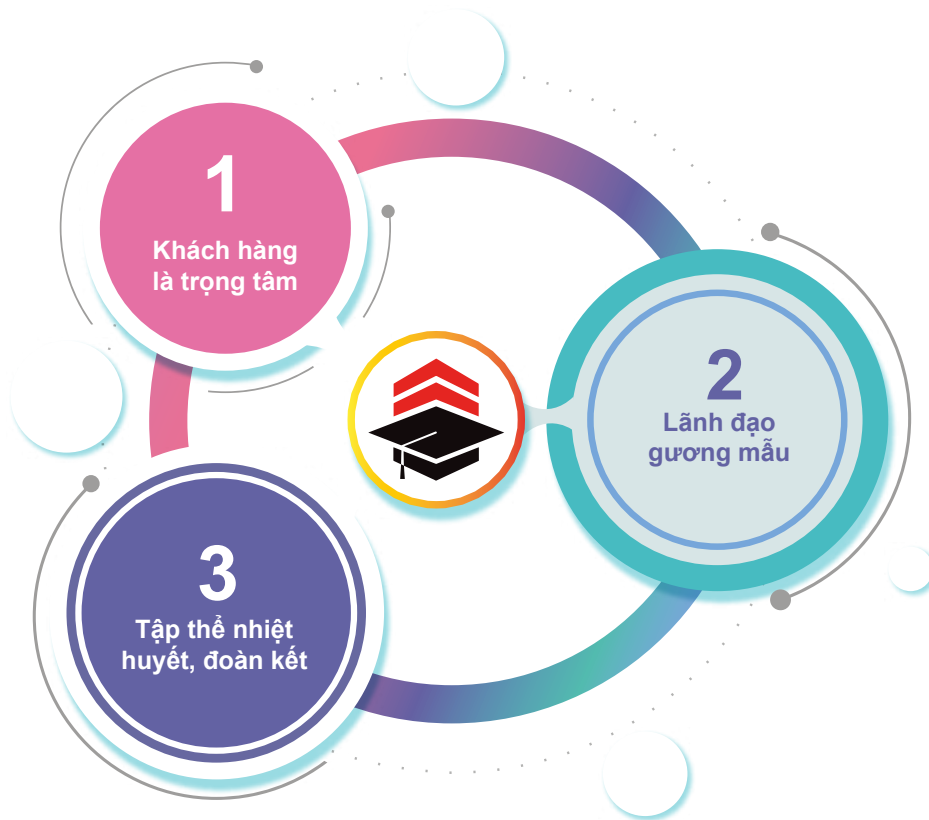 1
Khách hàng
là trọng tâm
2
Lãnh đạo
gương mẫu
3
Tập thể nhiệt
huyết, đoàn kết